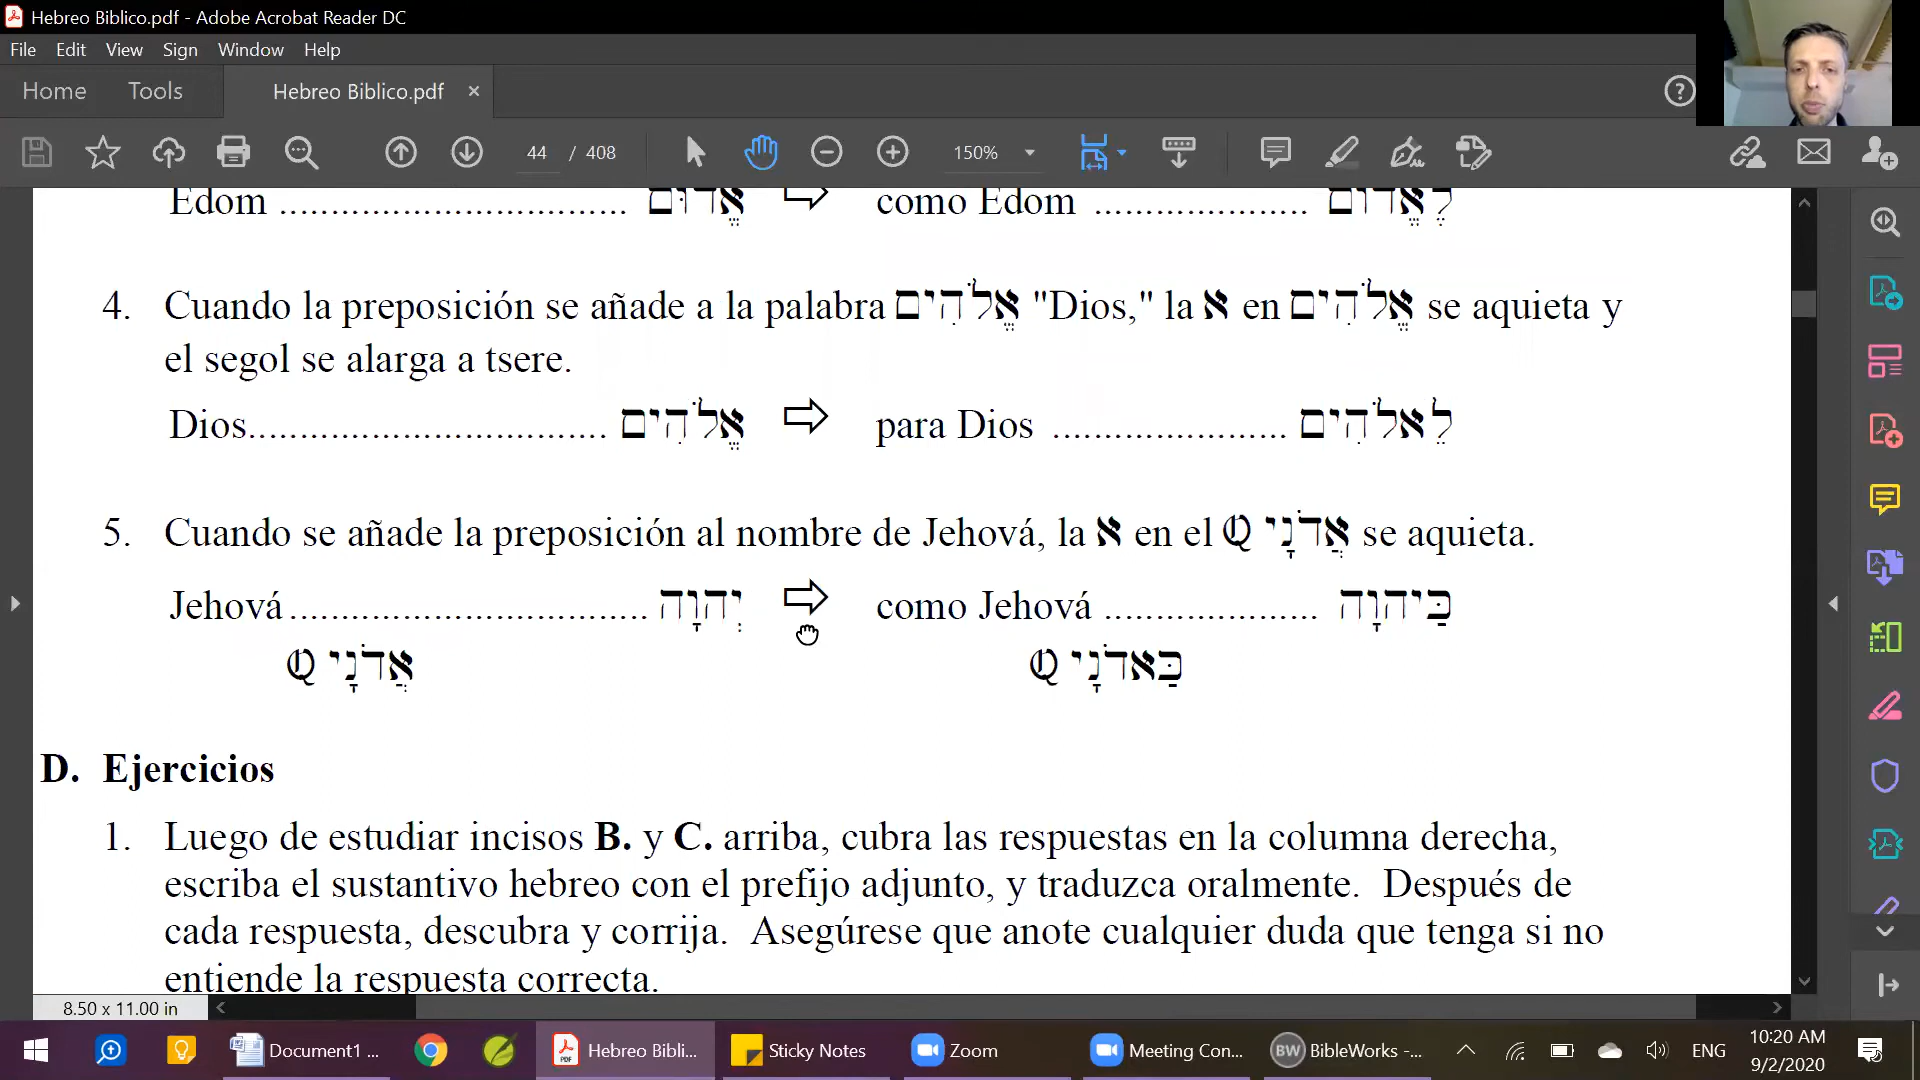 Hebreo Biblico.pdf - Adobe Acrobat Reader DC
File Edit View Sign Window Help
Home Tools Hebreo Biblico.pdf ×
44 / 408 150%
Edom .................................. אֱדוֹם ⇨ como Edom ..................... לֶאֱדוֹם
4. Cuando la preposición se añade a la palabra אֱלֹהִים "Dios," la א en אֱלֹהִים se aquieta y
el segol se alarga a tsere.
Dios................................... אֱלֹהִים ⇨ para Dios ....................... לֵאלֹהִים
5. Cuando se añade la preposición al nombre de Jehová, la א en el Q אֲדֹנָי se aquieta.
Jehová................................... יְהוָה ⇨ como Jehová ..................... כַּיהוָה
Q אֲדֹנָי Q כַּאדֹנָי
D. Ejercicios
1. Luego de estudiar incisos B. y C. arriba, cubra las respuestas en la columna derecha,
escriba el sustantivo hebreo con el prefijo adjunto, y traduzca oralmente. Después de
cada respuesta, descubra y corrija. Asegúrese que anote cualquier duda que tenga si no
entiende la respuesta correcta.
8.50 x 11.00 in
Document1 ... Hebreo Bibli... Sticky Notes Zoom Meeting Con... BW BibleWorks -... ENG 10:20 AM
9/2/2020